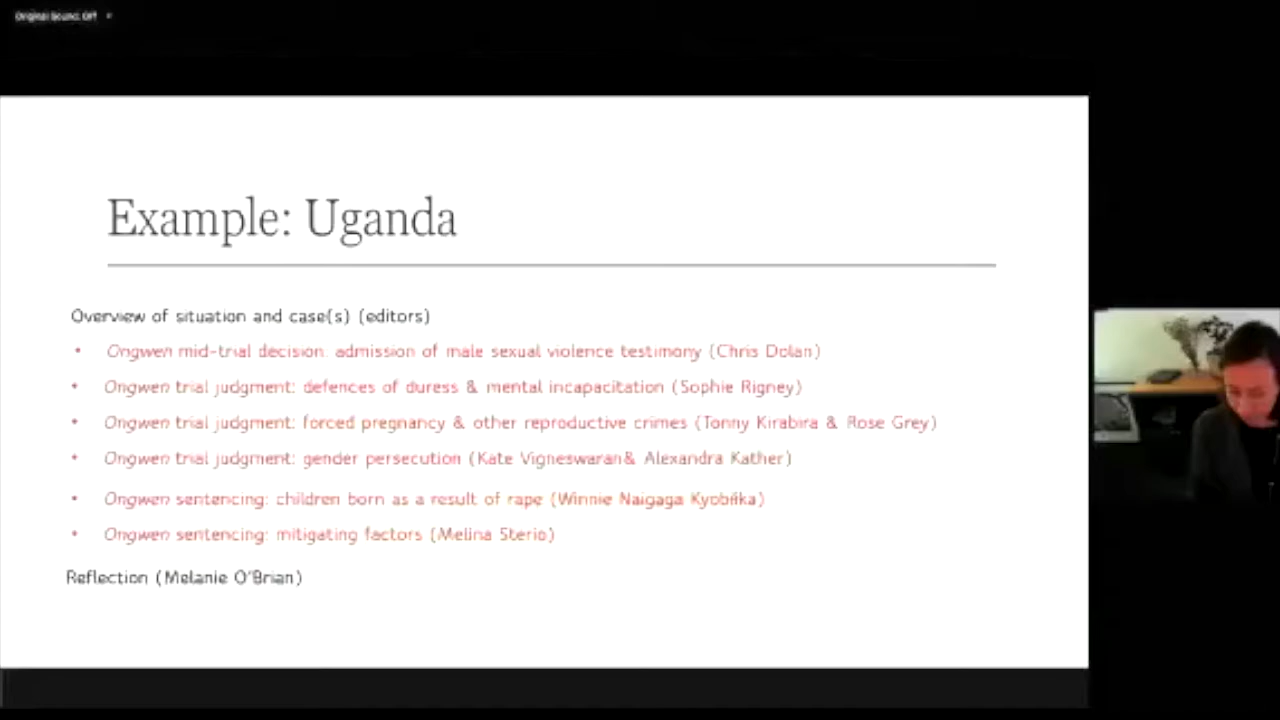 Original Sound: Off
Example: Uganda
Overview of situation and case(s) (editors)
• Ongwen mid-trial decision: admission of male sexual violence testimony (Chris Dolan)
• Ongwen trial judgment: defences of duress & mental incapacitation (Sophie Rigney)
• Ongwen trial judgment: forced pregnancy & other reproductive crimes (Tonny Kirabira & Rose Grey)
• Ongwen trial judgment: gender persecution (Kate Vigneswaran& Alexandra Kather)
• Ongwen sentencing: children born as a result of rape (Winnie Naigaga
• Ongwen sentencing: mitigating factors (Melina Sterio)
Reflection (Melanie O'Brian)